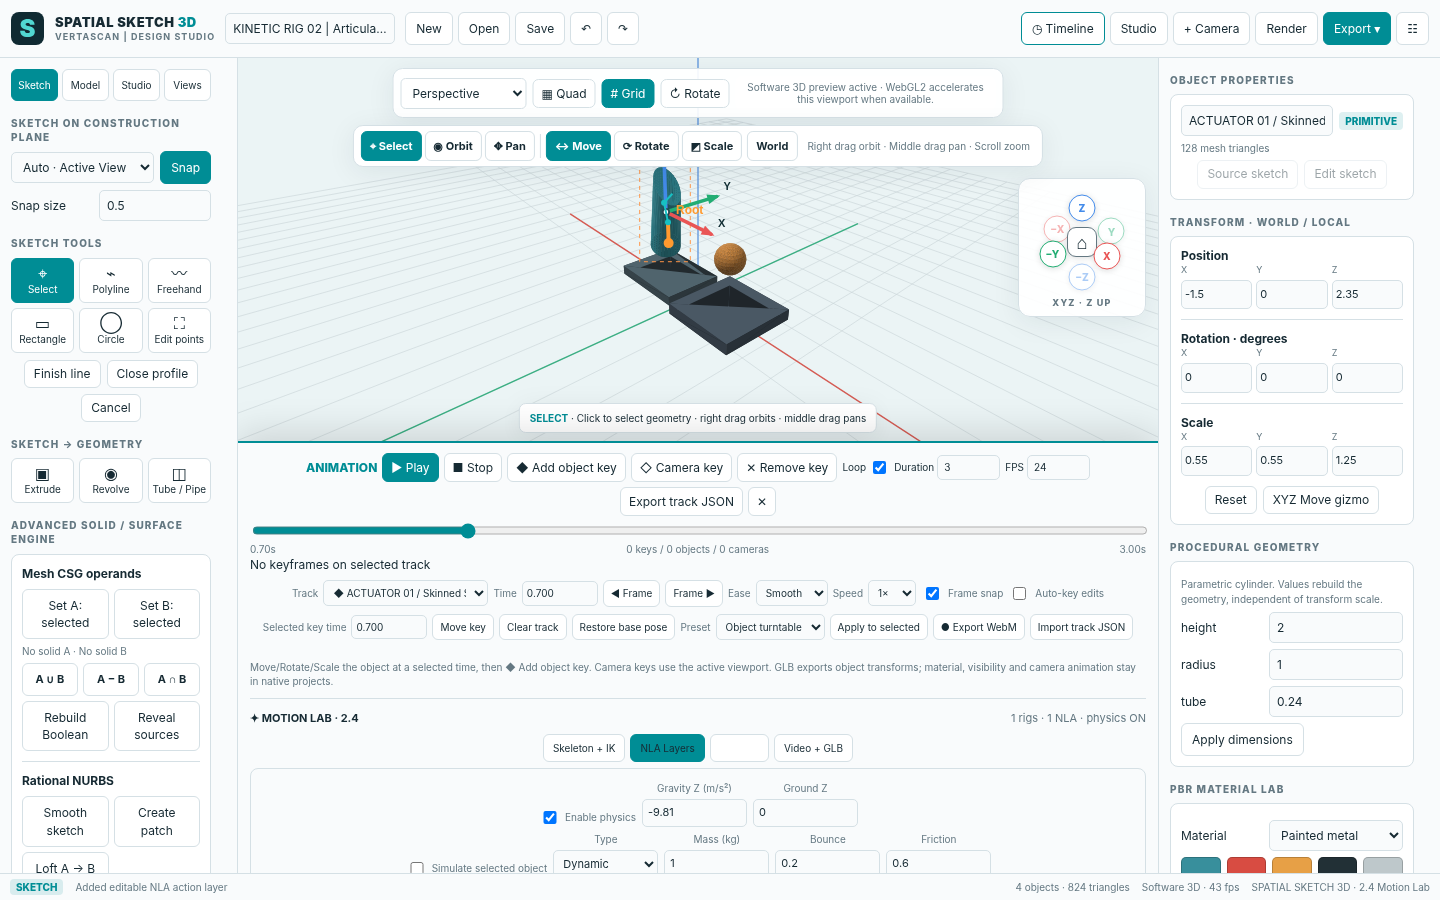 S
SPATIAL SKETCH 3D
VERTASCAN | DESIGN STUDIO
KINETIC RIG 02 | Articula...
New
Open
Save
Timeline
Studio
+ Camera
Render
Export ▾
Sketch
Model
Studio
Views
SKETCH ON CONSTRUCTION
PLANE
Auto · Active View
Snap
Snap size
0.5
SKETCH TOOLS
Select
Polyline
Freehand
Rectangle
Circle
Edit points
Finish line
Close profile
Cancel
SKETCH → GEOMETRY
Extrude
Revolve
Tube / Pipe
ADVANCED SOLID / SURFACE
ENGINE
Mesh CSG operands
Set A:
selected
Set B:
selected
No solid A · No solid B
A ∪ B
A − B
A ∩ B
Rebuild
Boolean
Reveal
sources
Rational NURBS
Smooth
sketch
Create
patch
Loft A → B
Perspective
Quad
# Grid
Rotate
Software 3D preview active · WebGL2 accelerates
this viewport when available.
Select
Orbit
Pan
Move
Rotate
Scale
World
Right drag orbit · Middle drag pan · Scroll zoom
Root
Y
X
Z
−X
Y
−Y
X
−Z
XYZ · Z UP
SELECT · Click to select geometry · right drag orbits · middle drag pans
ANIMATION
▶ Play
■ Stop
◆ Add object key
◇ Camera key
✕ Remove key
Loop
Duration
3
FPS
24
Export track JSON
✕
0.70s
0 keys / 0 objects / 0 cameras
3.00s
No keyframes on selected track
Track
◆ ACTUATOR 01 / Skinned S
Time
0.700
◀ Frame
Frame ▶
Ease
Smooth
Speed
1×
Frame snap
Auto-key edits
Selected key time
0.700
Move key
Clear track
Restore base pose
Preset
Object turntable
Apply to selected
● Export WebM
Import track JSON
Move/Rotate/Scale the object at a selected time, then ◆ Add object key. Camera keys use the active viewport. GLB exports object transforms; material, visibility and camera animation stay
in native projects.
✦ MOTION LAB · 2.4
1 rigs · 1 NLA · physics ON
Skeleton + IK
NLA Layers
Video + GLB
Gravity Z (m/s²)
Ground Z
Enable physics
-9.81
0
Type
Mass (kg)
Bounce
Friction
Simulate selected object
Dynamic
1
0.2
0.6
OBJECT PROPERTIES
ACTUATOR 01 / Skinned
PRIMITIVE
128 mesh triangles
Source sketch
Edit sketch
TRANSFORM · WORLD / LOCAL
Position
X
Y
Z
-1.5
0
2.35
Rotation · degrees
X
Y
Z
0
0
0
Scale
X
Y
Z
0.55
0.55
1.25
Reset
XYZ Move gizmo
PROCEDURAL GEOMETRY
Parametric cylinder. Values rebuild the
geometry, independent of transform scale.
height
2
radius
1
tube
0.24
Apply dimensions
PBR MATERIAL LAB
Material
Painted metal
SKETCH
Added editable NLA action layer
4 objects · 824 triangles
Software 3D · 43 fps
SPATIAL SKETCH 3D · 2.4 Motion Lab